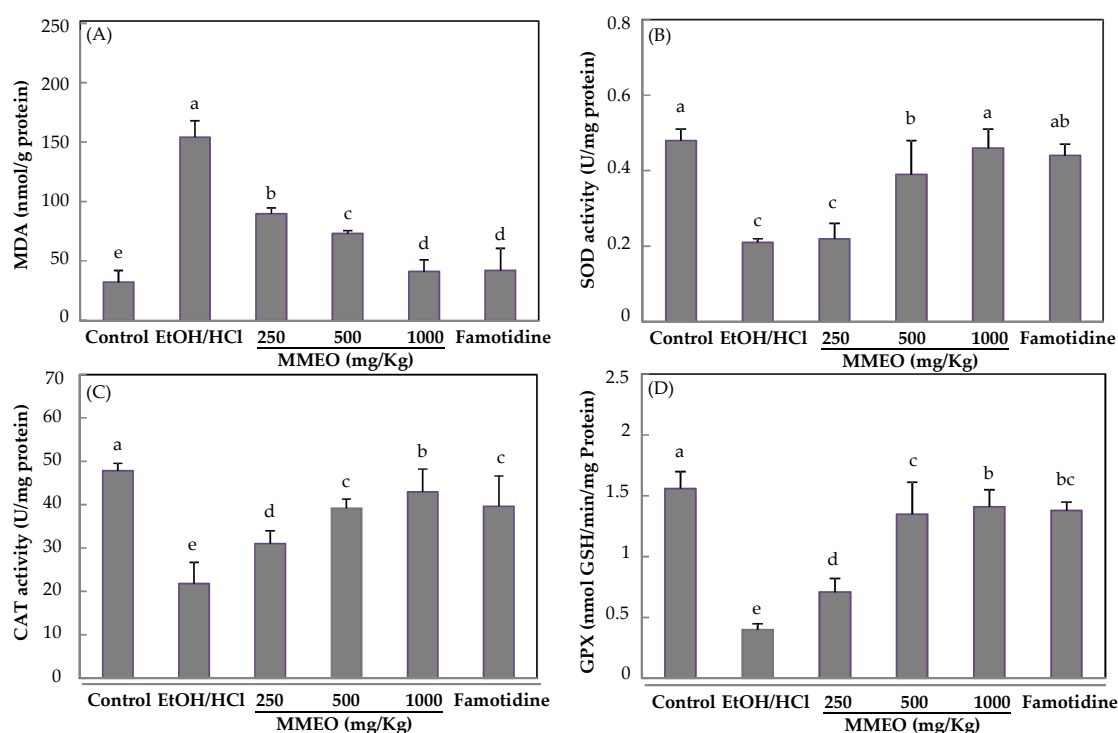 (A)
MDA (nmol/g protein)
250
200
150
100
50
0
e
a
b
c
d
d
Control EtOH/HCl 250 500 1000 Famotidine
MMEO (mg/Kg)
(B)
SOD activity (U/mg protein)
0.8
0.6
0.4
0.2
0
a
c
c
b
a
ab
Control EtOH/HCl 250 500 1000 Famotidine
MMEO (mg/Kg)
(C)
CAT activity (U/mg protein)
70
60
50
40
30
20
10
0
a
e
d
c
b
c
Control EtOH/HCl 250 500 1000 Famotidine
MMEO (mg/Kg)
(D)
GPX (nmol GSH/min/mg Protein)
2.5
2
1.5
1
0.5
0
a
e
d
c
b
bc
Control EtOH/HCl 250 500 1000 Famotidine
MMEO (mg/Kg)